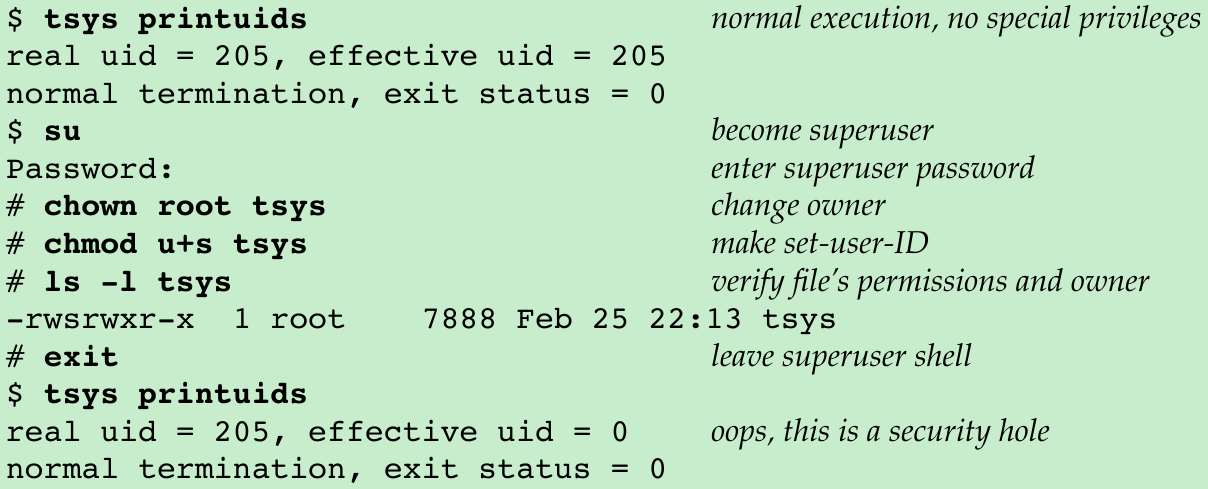 $ tsys printuids normal execution, no special privileges
real uid = 205, effective uid = 205
normal termination, exit status = 0
$ su become superuser
Password: enter superuser password
# chown root tsys change owner
# chmod u+s tsys make set-user-ID
# ls -l tsys verify file's permissions and owner
-rwsrwxr-x 1 root 7888 Feb 25 22:13 tsys
# exit leave superuser shell
$ tsys printuids
real uid = 205, effective uid = 0 oops, this is a security hole
normal termination, exit status = 0